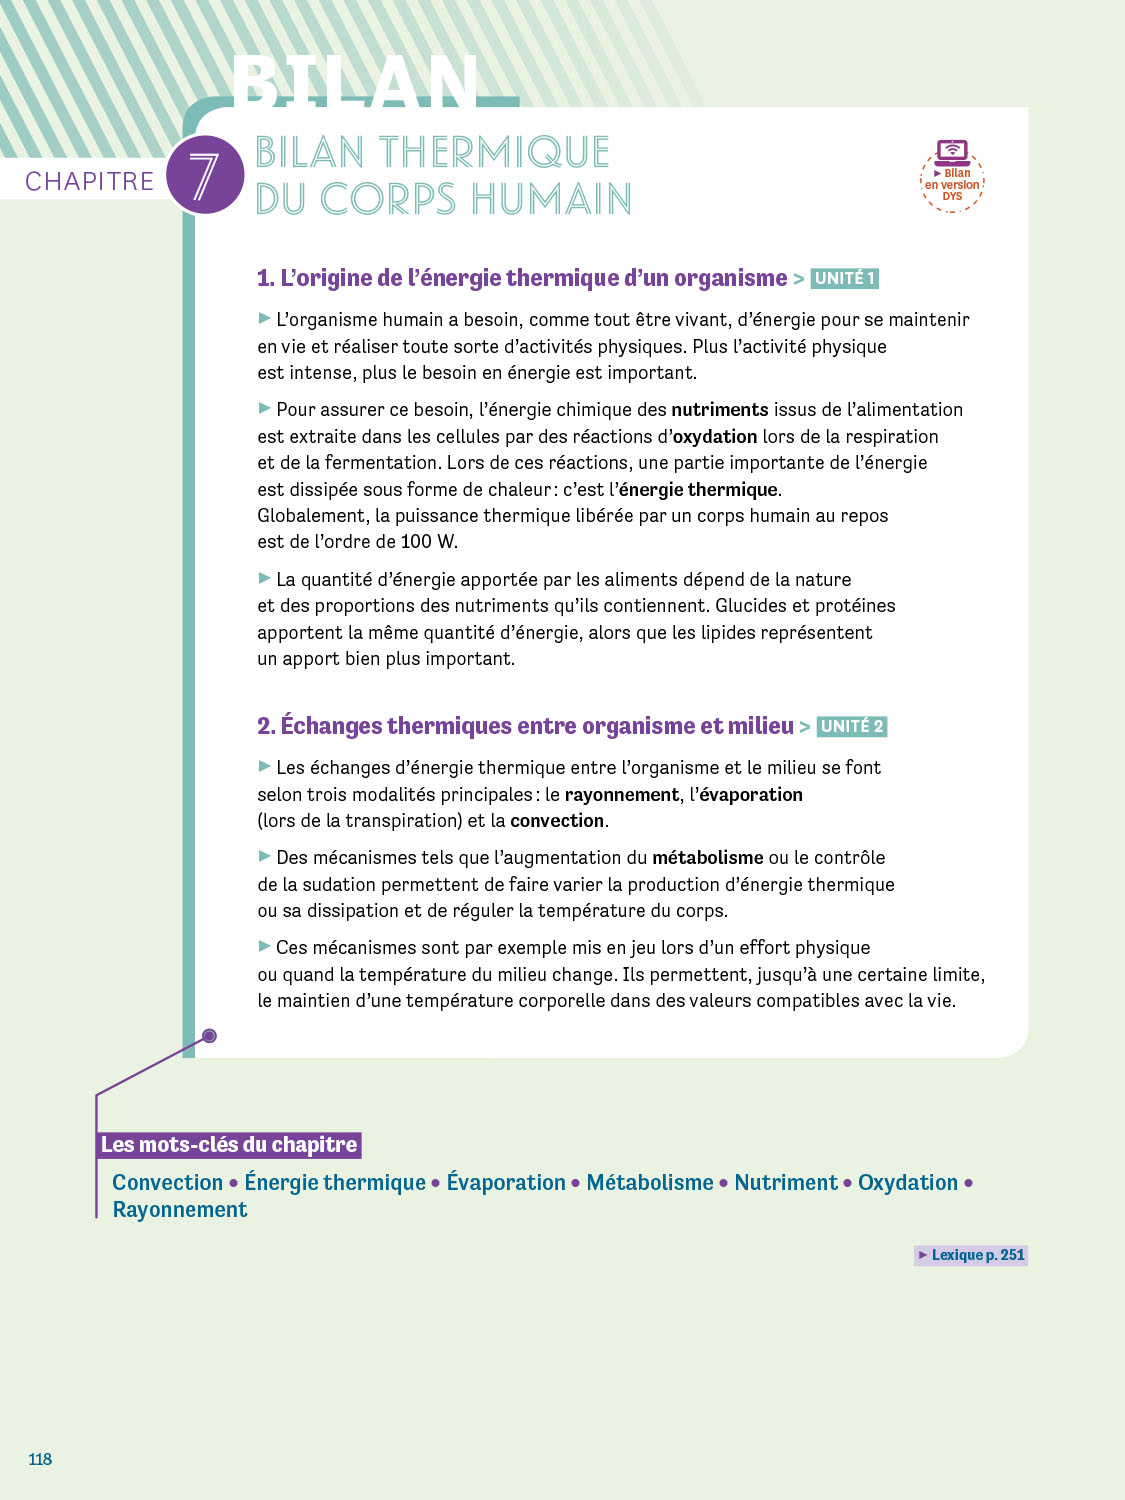 BILAN
CHAPITRE
7
BILAN THERMIQUE
DU CORPS HUMAIN
▶ Bilan
en version
DYS
1. L’origine de l’énergie thermique d’un organisme > UNITÉ 1
▶ L’organisme humain a besoin, comme tout être vivant, d’énergie pour se maintenir
en vie et réaliser toute sorte d’activités physiques. Plus l’activité physique
est intense, plus le besoin en énergie est important.
▶ Pour assurer ce besoin, l’énergie chimique des nutriments issus de l’alimentation
est extraite dans les cellules par des réactions d’oxydation lors de la respiration
et de la fermentation. Lors de ces réactions, une partie importante de l’énergie
est dissipée sous forme de chaleur : c’est l’énergie thermique.
Globalement, la puissance thermique libérée par un corps humain au repos
est de l’ordre de 100 W.
▶ La quantité d’énergie apportée par les aliments dépend de la nature
et des proportions des nutriments qu’ils contiennent. Glucides et protéines
apportent la même quantité d’énergie, alors que les lipides représentent
un apport bien plus important.
2. Échanges thermiques entre organisme et milieu > UNITÉ 2
▶ Les échanges d’énergie thermique entre l’organisme et le milieu se font
selon trois modalités principales : le rayonnement, l’évaporation
(lors de la transpiration) et la convection.
▶ Des mécanismes tels que l’augmentation du métabolisme ou le contrôle
de la sudation permettent de faire varier la production d’énergie thermique
ou sa dissipation et de réguler la température du corps.
▶ Ces mécanismes sont par exemple mis en jeu lors d’un effort physique
ou quand la température du milieu change. Ils permettent, jusqu’à une certaine limite,
le maintien d’une température corporelle dans des valeurs compatibles avec la vie.
Les mots-clés du chapitre
Convection • Énergie thermique • Évaporation • Métabolisme • Nutriment • Oxydation •
Rayonnement
▶ Lexique p. 251
118